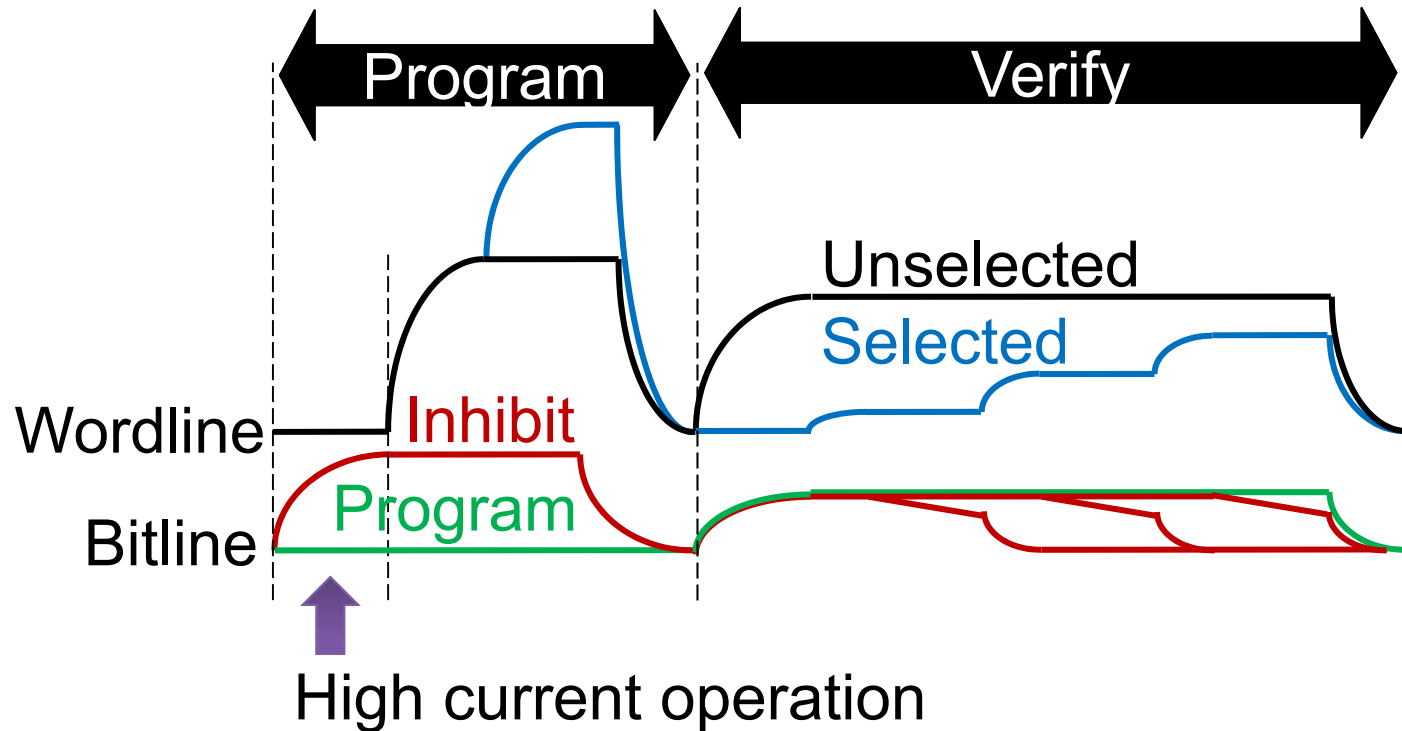 Program
Verify
Unselected
Selected
Wordline
Inhibit
Program
Bitline
High current operation